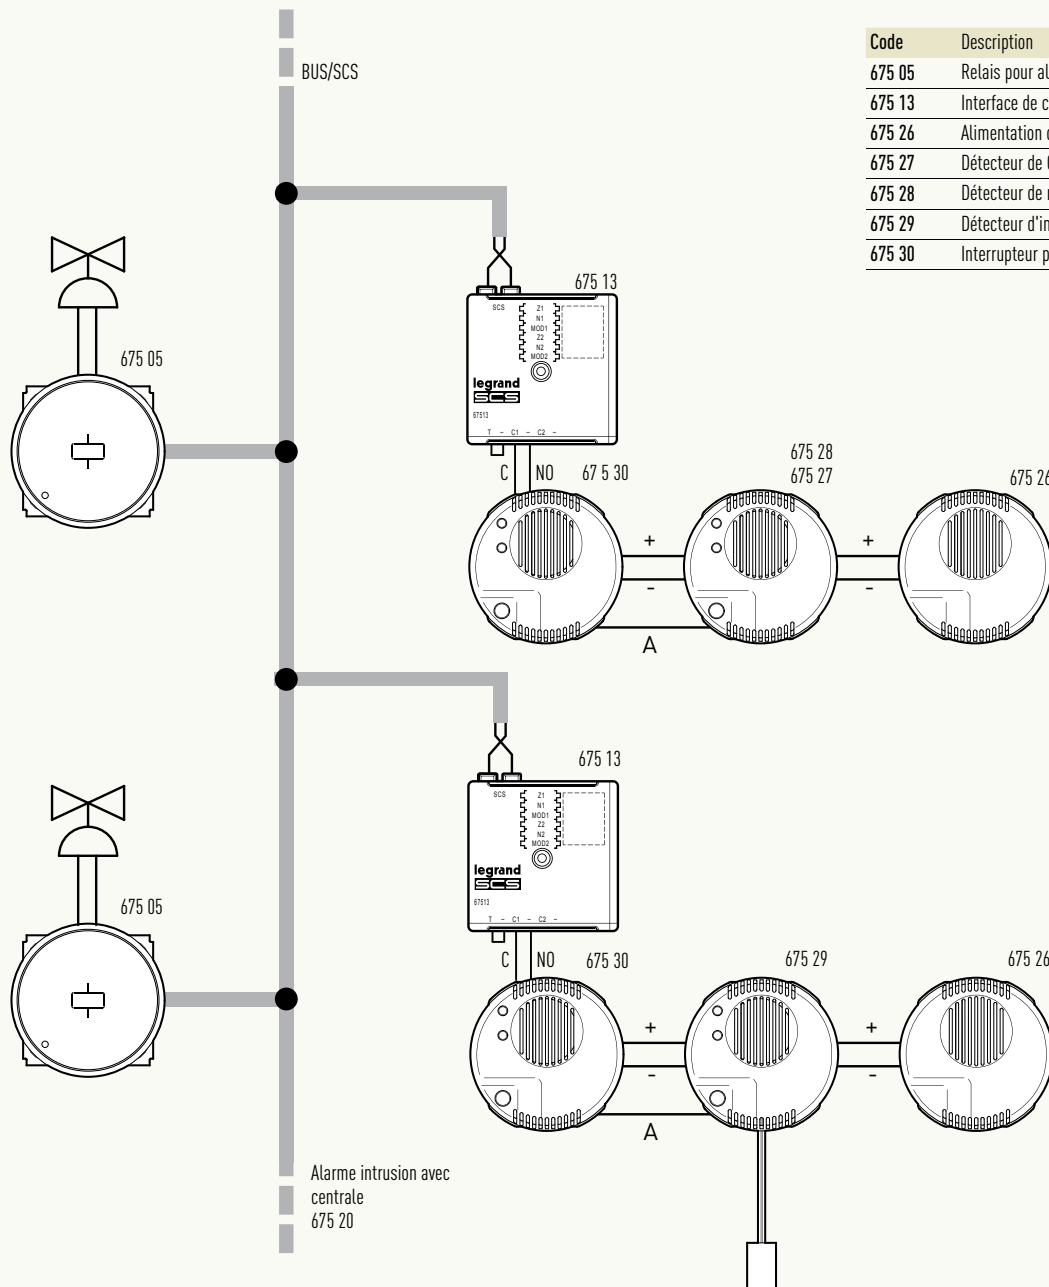 BUS/SCS
Code Description
675 05 Relais pour
675 13 Interface de
675 26 Alimentation
675 27 Détecteur de
675 28 Détecteur de
675 29 Détecteur
675 30 Interrupteur
675 13
SCS
Z1
N1
MOD1
Z2
N2
MOD2
legrand
SCS
67513
T - C1 - C2 -
675 05
C NO 67 5 30
675 28
675 27
675 26
+ +
- -
A
675 13
SCS
Z1
N1
MOD1
Z2
N2
MOD2
legrand
SCS
67513
T - C1 - C2 -
675 05
C NO 675 30
675 29
675 26
+ +
- -
A
Alarme intrusion avec
centrale
675 20